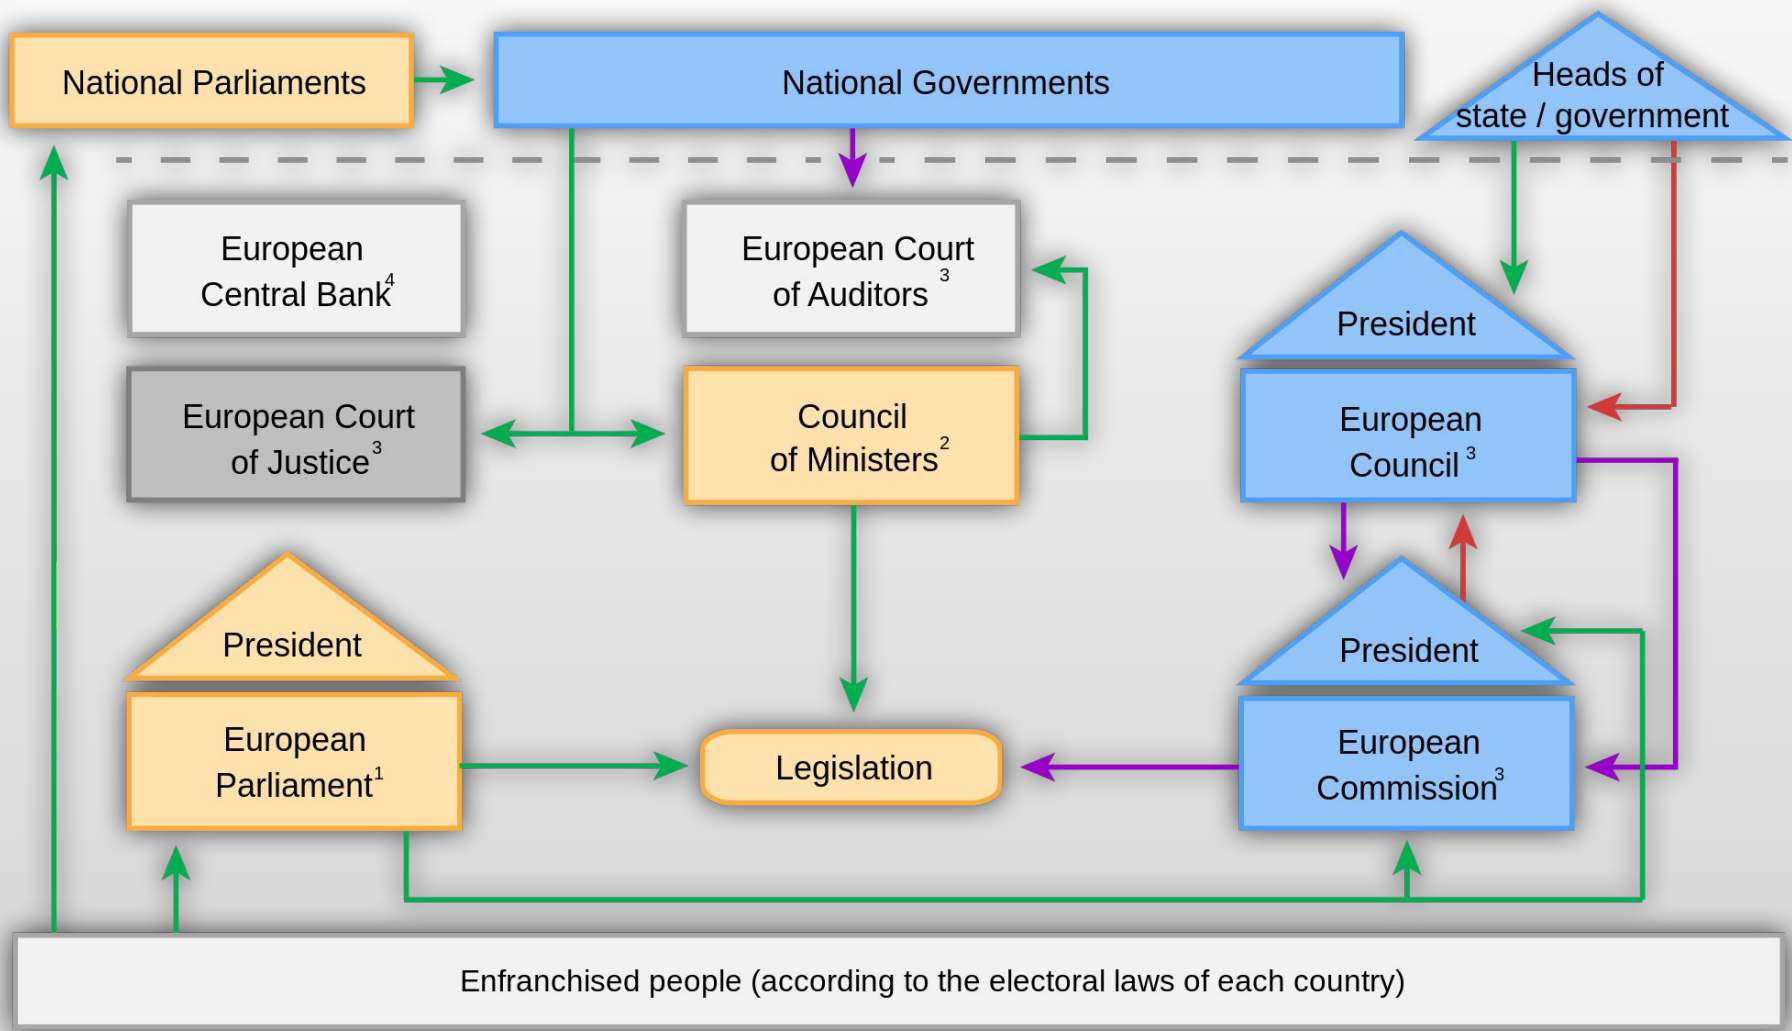 National Parliaments
National Governments
Heads of
state / government
European
Central Bank4
European Court
of Auditors 3
President
European Court
of Justice3
Council
of Ministers2
European
Council 3
President
President
European
Parliament1
Legislation
European
Commission3
Enfranchised people (according to the electoral laws of each country)